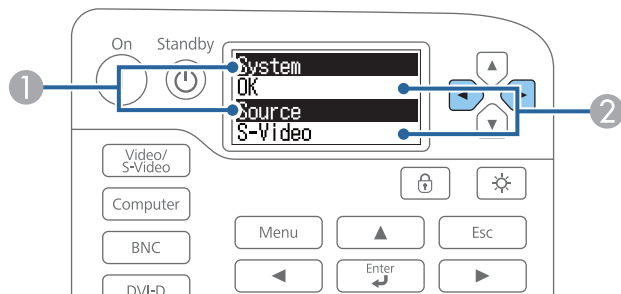 On Standby
System
OK
Source
S-Video
1
2
Video/
S-Video
Computer
BNC
DVI-D
Menu
Esc
Enter